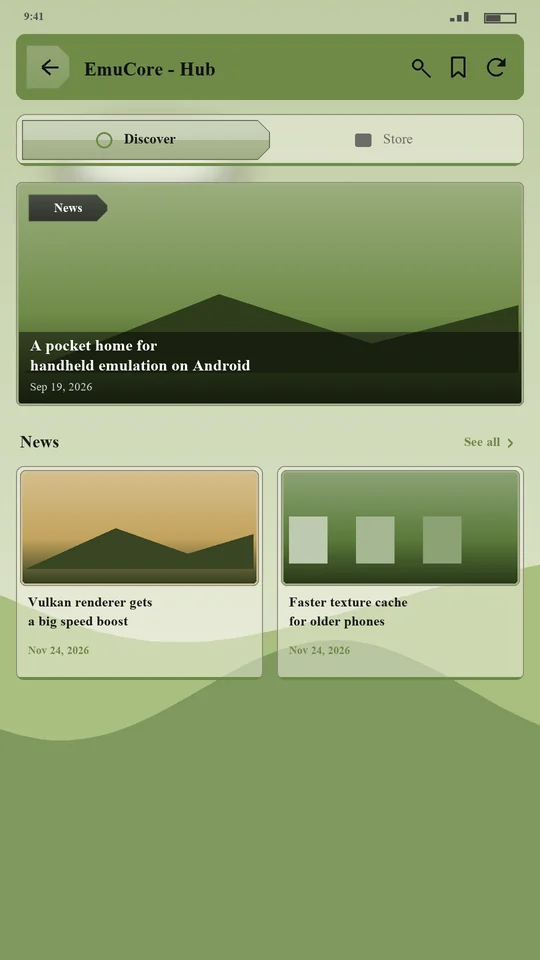 9:41
EmuCore - Hub
Discover
Store
News
A pocket home for
handheld emulation on Android
Sep 19, 2026
News
See all
Vulkan renderer gets
a big speed boost
Nov 24, 2026
Faster texture cache
for older phones
Nov 24, 2026